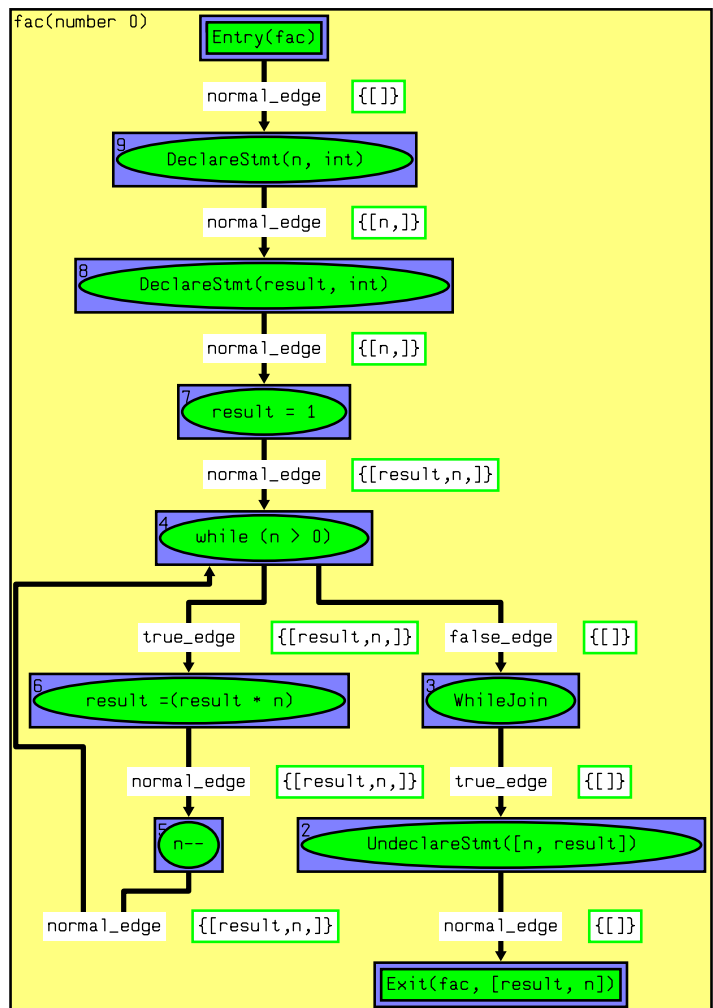 fac(number 0)
Entry(fac)
normal_edge {[]}
9
DeclareStmt(n, int)
normal_edge {[n,]}
8
DeclareStmt(result, int)
normal_edge {[n,]}
7
result = 1
normal_edge {[result,n,]}
4
while (n > 0)
true_edge {[result,n,]} false_edge {[]}
6
result =(result * n)
3
WhileJoin
normal_edge {[result,n,]} true_edge {[]}
5
n--
2
UndeclareStmt([n, result])
normal_edge {[result,n,]} normal_edge {[]}
Exit(fac, [result, n])